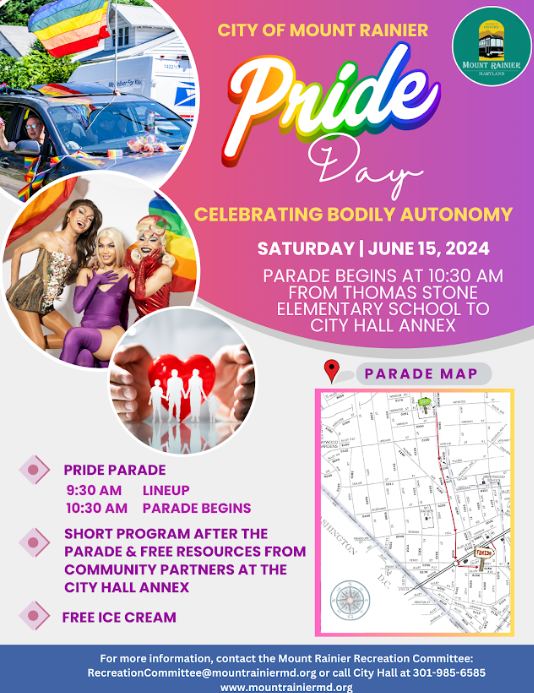 CITY OF MOUNT RAINIER
MOUNT RAINIER
MARYLAND
Pride
Day
CELEBRATING BODILY AUTONOMY
SATURDAY | JUNE 15, 2024
PARADE BEGINS AT 10:30 AM
FROM THOMAS STONE
ELEMENTARY SCHOOL TO
CITY HALL ANNEX
PARADE MAP
PRIDE PARADE
9:30 AM LINEUP
10:30 AM PARADE BEGINS
SHORT PROGRAM AFTER THE
PARADE & FREE RESOURCES FROM
COMMUNITY PARTNERS AT THE
CITY HALL ANNEX
FREE ICE CREAM
WASHINGTON
D.C.
FINISH
For more information, contact the Mount Rainier Recreation Committee:
RecreationCommittee@mountrainiermd.org or call City Hall at 301-985-6585
www.mountrainiermd.org